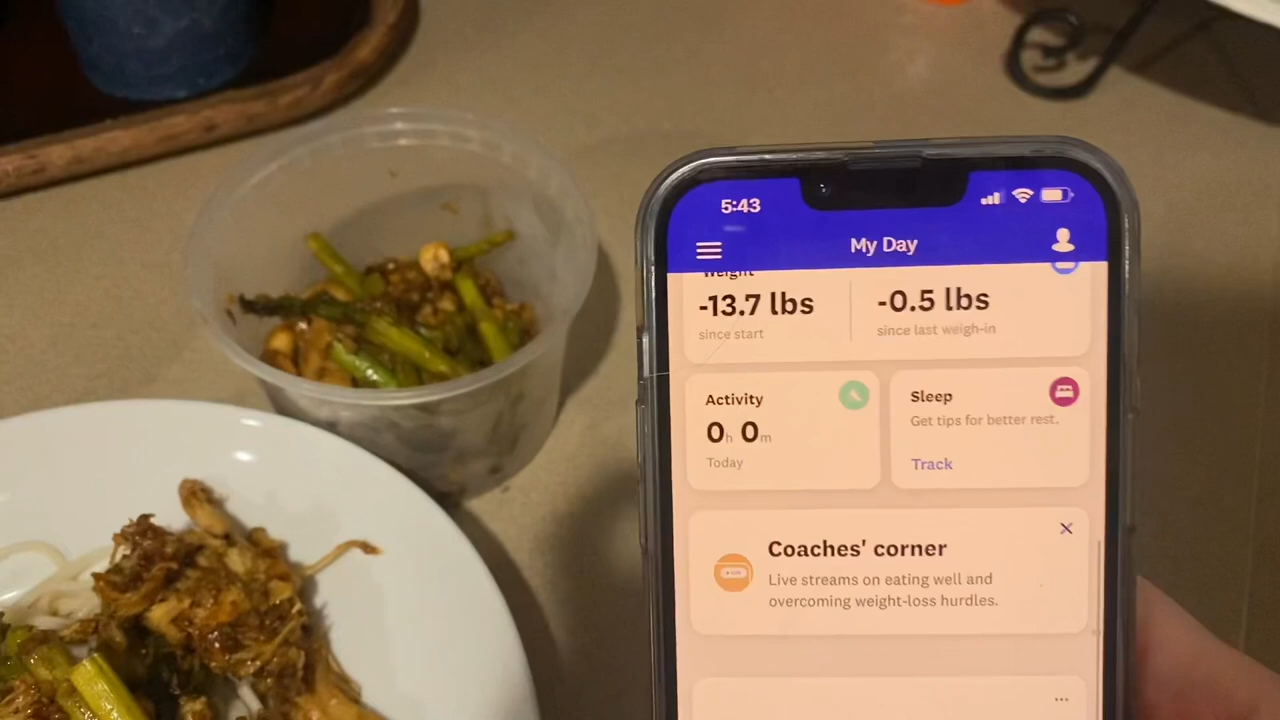 5:43
My Day
Weight
-13.7 lbs
-0.5 lbs
since start
since last weigh-in
Activity
0h 0m
Today
Sleep
Get tips for better rest.
Track
Coaches' corner
Live streams on eating well and
overcoming weight-loss hurdles.